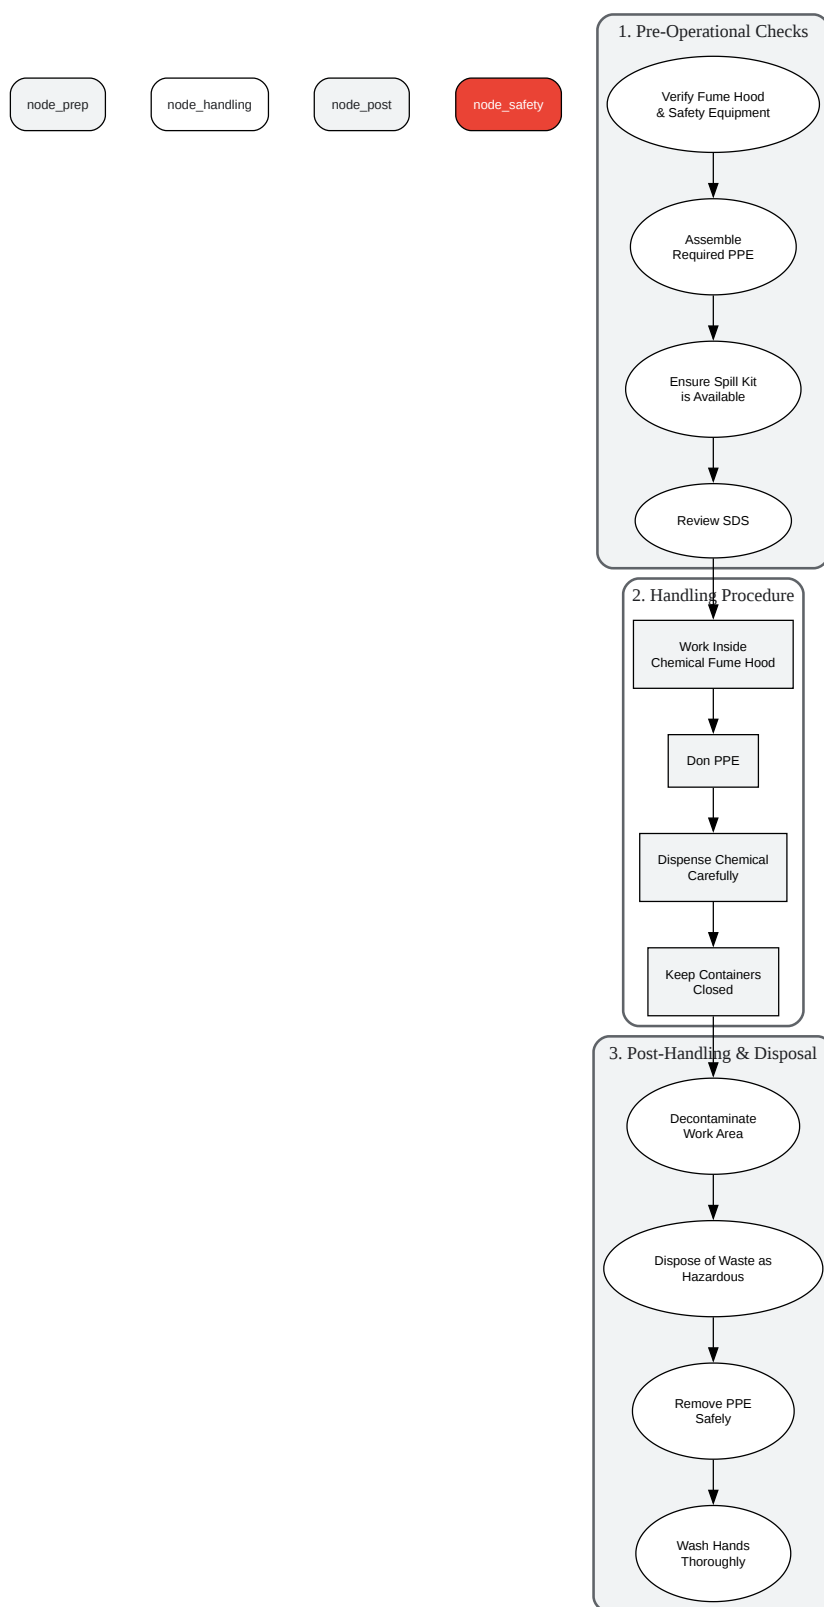 1. Pre-Operational Checks
node_prep
node_handling
node_post
node_safety
Verify Fume Hood
& Safety Equipment
Assemble
Required PPE
Ensure Spill Kit
is Available
Review SDS
2. Handling Procedure
Work Inside
Chemical Fume Hood
Don PPE
Dispense Chemical
Carefully
Keep Containers
Closed
3. Post-Handling & Disposal
Decontaminate
Work Area
Dispose of Waste as
Hazardous
Remove PPE
Safely
Wash Hands
Thoroughly